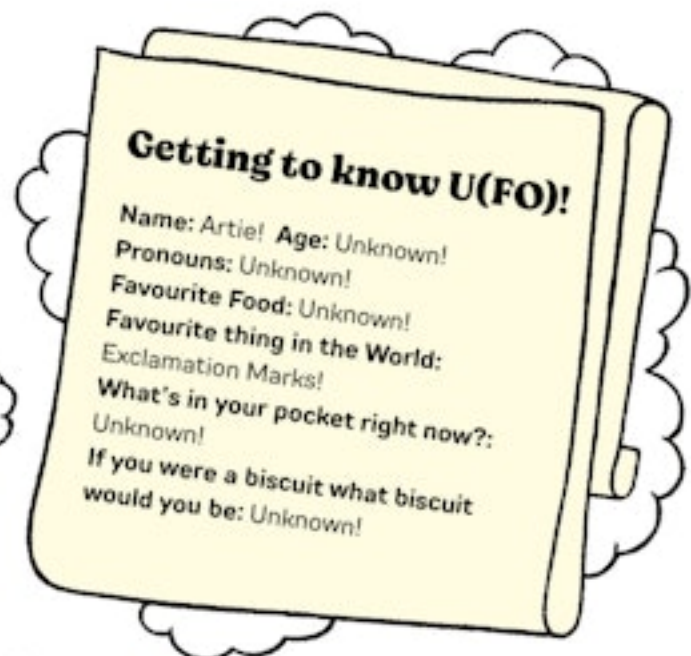 Getting to know U(FO)!
Name: Artie! Age: Unknown!
Pronouns: Unknown!
Favourite Food: Unknown!
Favourite thing in the World:
Exclamation Marks!
What's in your pocket right now?:
Unknown!
If you were a biscuit what biscuit
would you be: Unknown!